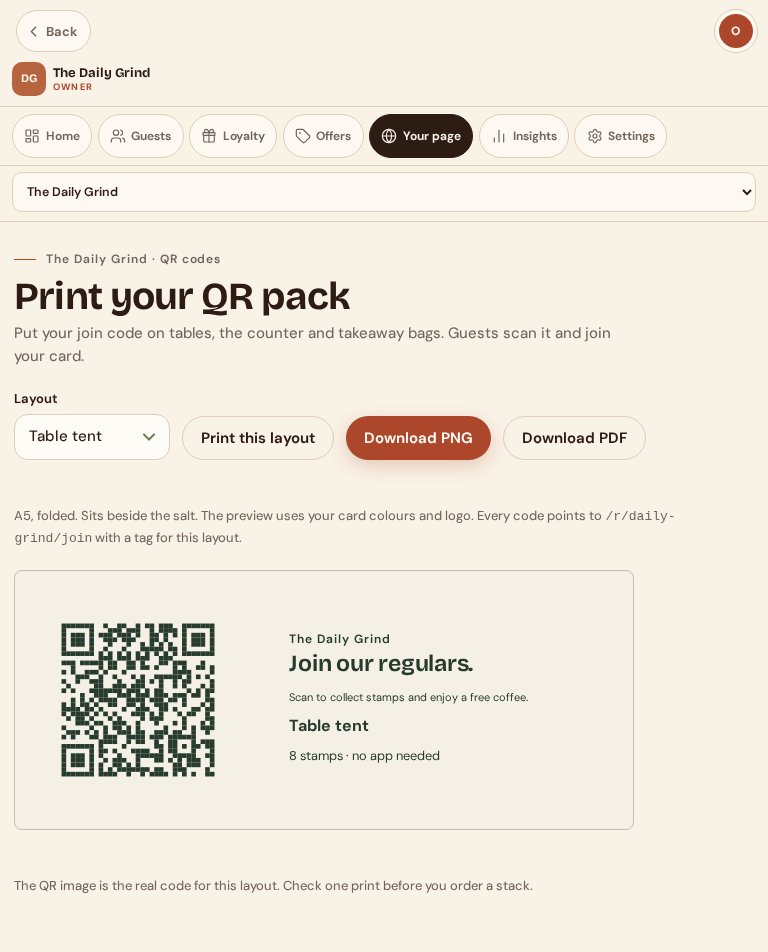 Back
O
DG
The Daily Grind
OWNER
Home
Guests
Loyalty
Offers
Your page
Insights
Settings
The Daily Grind
The Daily Grind · QR codes
Print your QR pack
Put your join code on tables, the counter and takeaway bags. Guests scan it and join
your card.
Layout
Table tent
Print this layout
Download PNG
Download PDF
A5, folded. Sits beside the salt. The preview uses your card colours and logo. Every code points to /r/daily-
grind/join with a tag for this layout.
The Daily Grind
Join our regulars.
Scan to collect stamps and enjoy a free coffee.
Table tent
8 stamps · no app needed
The QR image is the real code for this layout. Check one print before you order a stack.